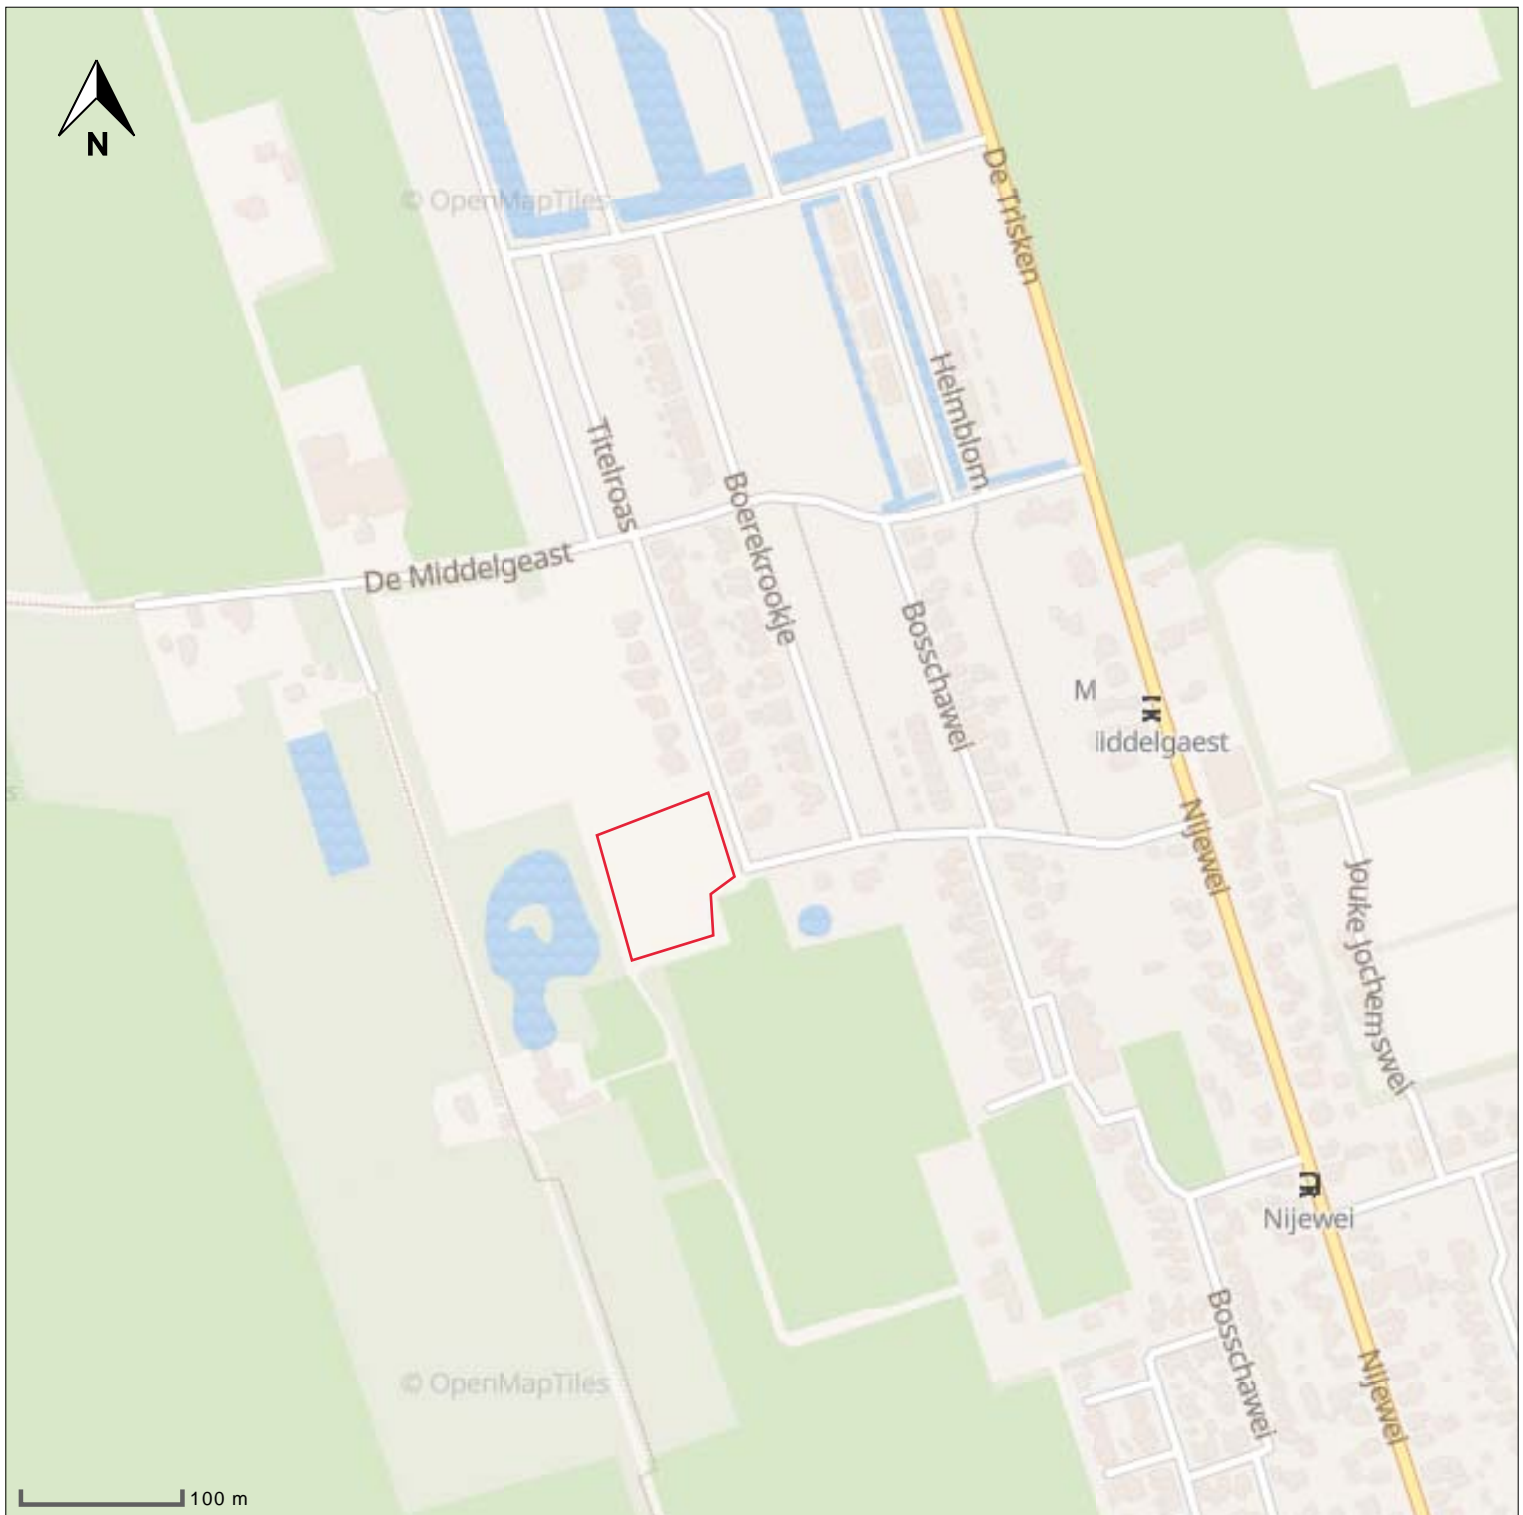 N
© OpenMapTiles
De Trisken
Helmblom
Titelroas
Boerekrookje
De Middelgeast
Bosschawei
M
iddelgaest
Nijewei
Jouke Jochemswei
Nijewei
Bosschawei
Nijewei
© OpenMapTiles
100 m
s